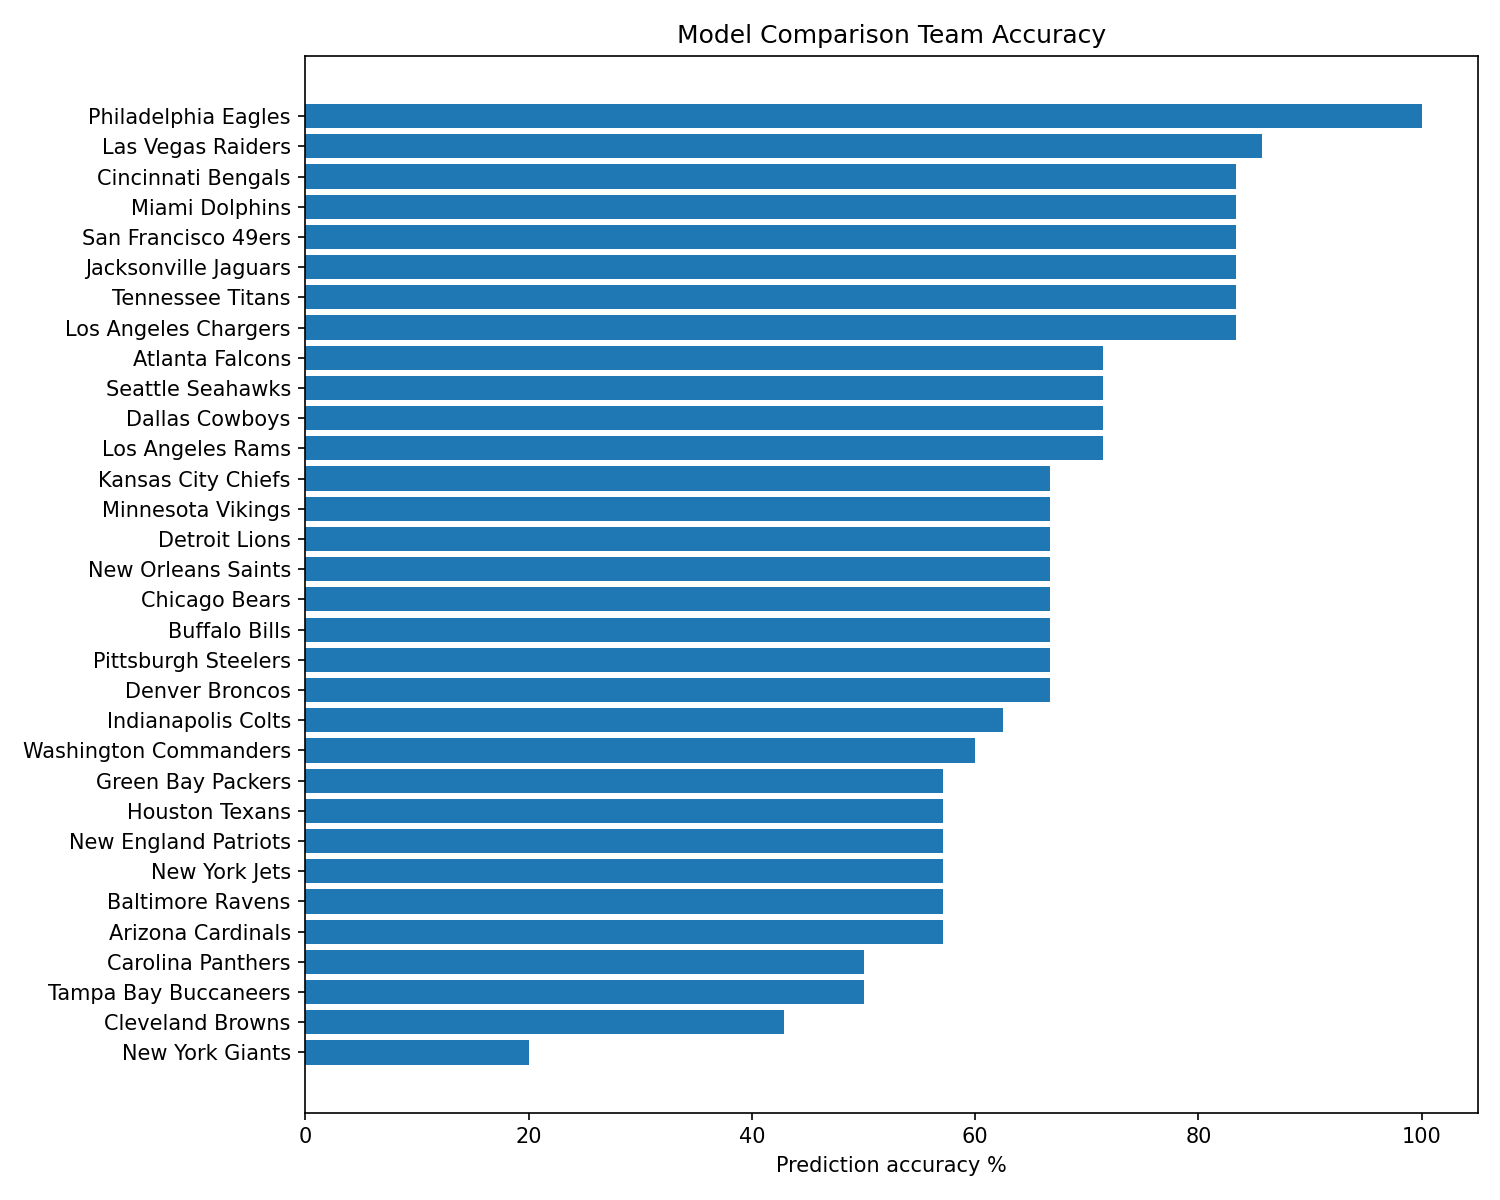 Model Comparison Team Accuracy
Philadelphia Eagles
Las Vegas Raiders
Cincinnati Bengals
Miami Dolphins
San Francisco 49ers
Jacksonville Jaguars
Tennessee Titans
Los Angeles Chargers
Atlanta Falcons
Seattle Seahawks
Dallas Cowboys
Los Angeles Rams
Kansas City Chiefs
Minnesota Vikings
Detroit Lions
New Orleans Saints
Chicago Bears
Buffalo Bills
Pittsburgh Steelers
Denver Broncos
Indianapolis Colts
Washington Commanders
Green Bay Packers
Houston Texans
New England Patriots
New York Jets
Baltimore Ravens
Arizona Cardinals
Carolina Panthers
Tampa Bay Buccaneers
Cleveland Browns
New York Giants
0 20 40 60 80 100
Prediction accuracy %